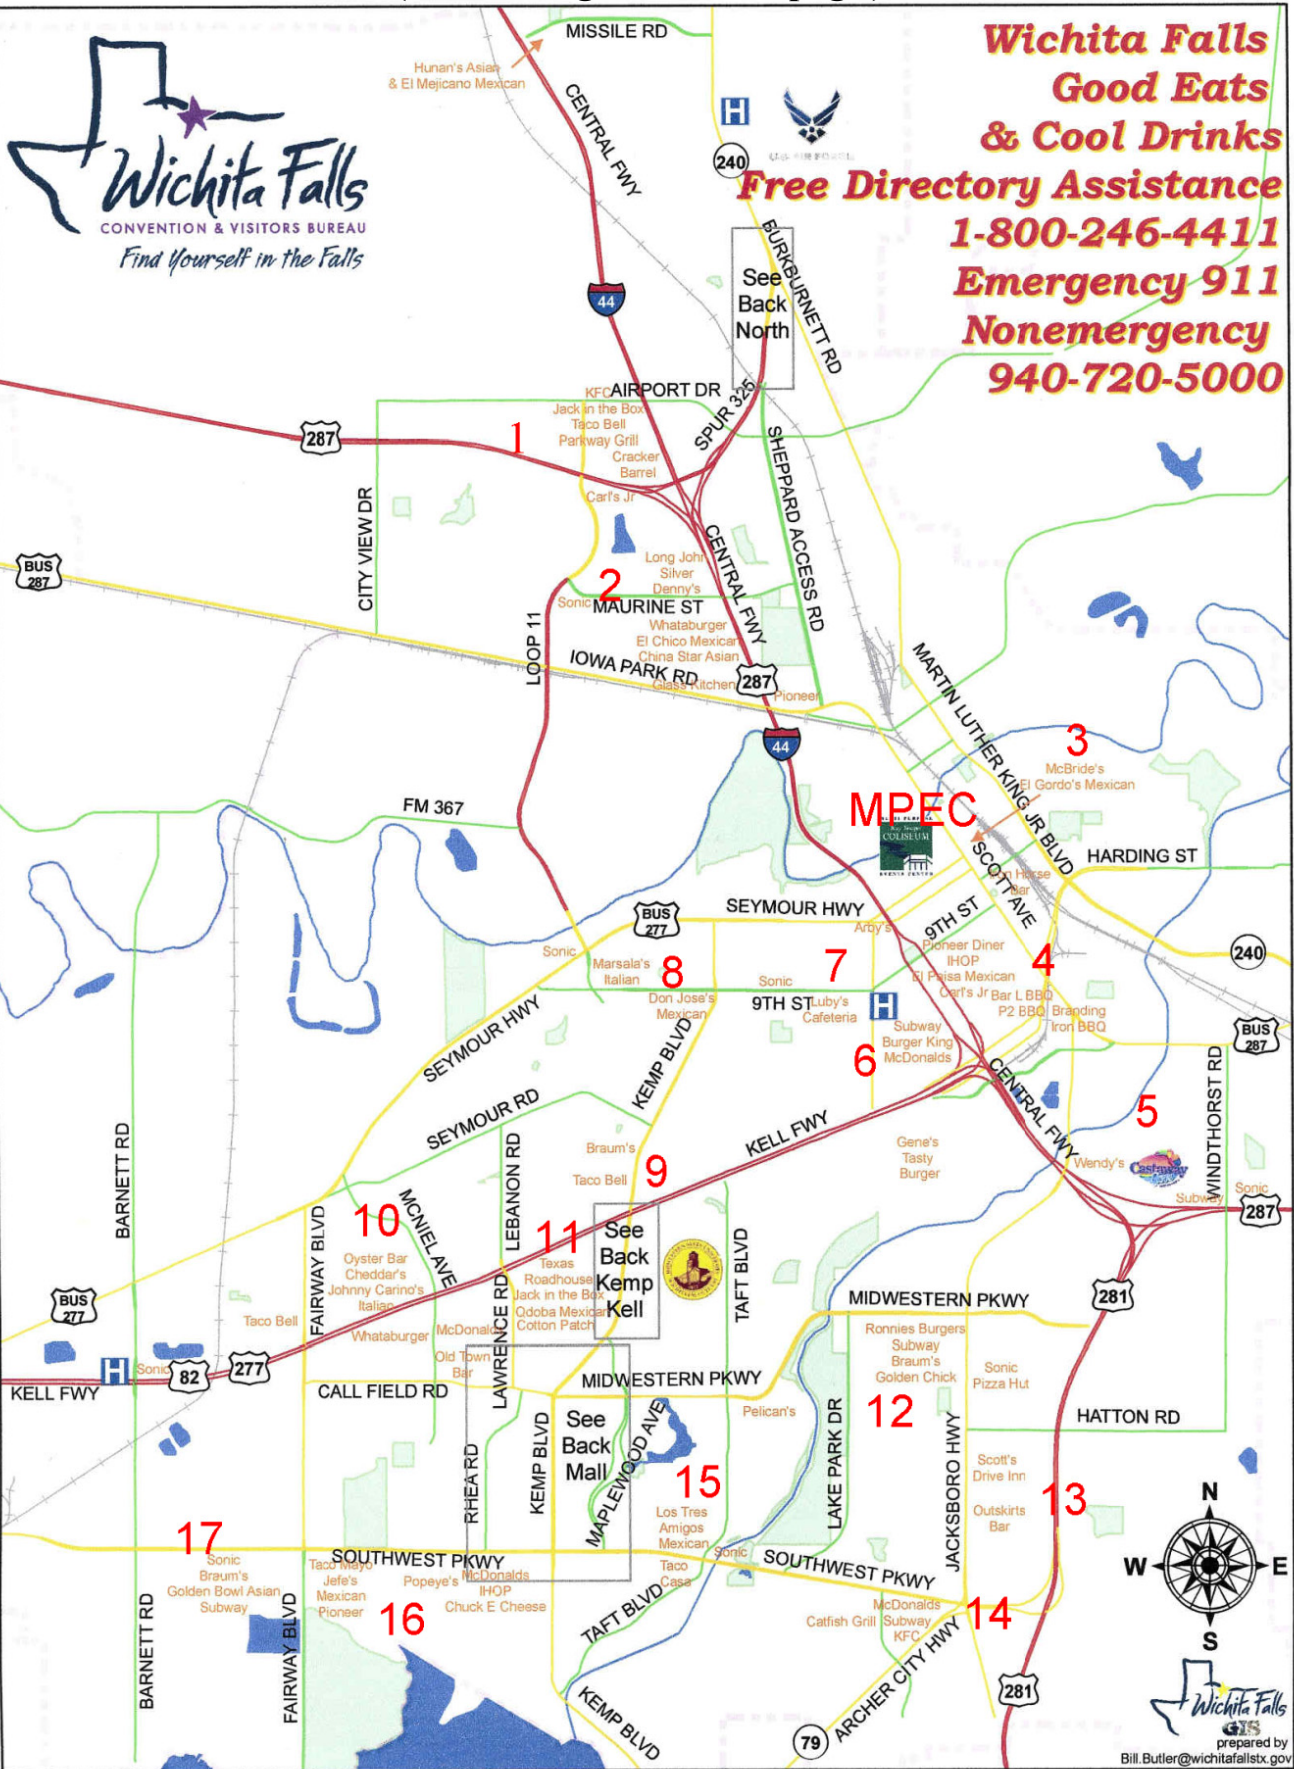 MISSILE RD
Hunan's Asian
& El Mejicano Mexican
Wichita Falls
CONVENTION & VISITORS BUREAU
Find Yourself in the Falls
Wichita Falls
Good Eats
& Cool Drinks
Free Directory Assistance
1-800-246-4411
Emergency 911
Nonemergency
940-720-5000
CENTRAL FWY
H
240
BURKBURNETT RD
See
Back
North
44
287
1
KFC
AIRPORT DR
Jack in the Box
Taco Bell
Parkway Grill
Cracker
Barrel
Carl's Jr
SPUR 325
SHEPPARD ACCESS RD
CITY VIEW DR
BUS
287
2
Long John
Silver
Denny's
CENTRAL FWY
Sonic
MAURINE ST
Whataburger
El Chico Mexican
China Star Asian
Glass Kitchen
LOOP 11
IOWA PARK RD
287
Pioneer
44
MARTIN LUTHER KING JR BLVD
3
McBride's
El Gordo's Mexican
MPEC
COLISEUM
FM 367
SCOTT AVE
HARDING ST
Horse
Bar
BUS
277
SEYMOUR HWY
Arby's
9TH ST
240
Sonic
Marsala's
Italian
8
7
Sonic
Pioneer Diner
IHOP
El Paisa Mexican
Carl's Jr
4
Bar L BBQ
P2 BBQ
Branding
Iron BBQ
Don Jose's
Mexican
9TH ST
Luby's
Cafeteria
H
Subway
Burger King
McDonalds
6
BUS
287
SEYMOUR HWY
KEMP BLVD
SEYMOUR RD
KELL FWY
CENTRAL FWY
5
WINDTHORST RD
BARNETT RD
LEBANON RD
Braum's
Taco Bell
9
Gene's
Tasty
Burger
Wendy's
Castaway
Subway
Sonic
287
10
MCNIEL AVE
FAIRWAY BLVD
Oyster Bar
Cheddar's
Johnny Carino's
Italian
Whataburger
11
Texas
Roadhouse
Jack in the Box
Qdoba Mexican
Cotton Patch
See
Back
Kemp
Kell
TAFT BLVD
BUS
277
Taco Bell
McDonalds
Old Town
Bar
LAWRENCE RD
MIDWESTERN PKWY
281
Ronnies Burgers
Subway
Braum's
Golden Chick
12
Sonic
Pizza Hut
H
Sonic
82
277
KELL FWY
CALL FIELD RD
MIDWESTERN PKWY
Pelican's
HATTON RD
RHEA RD
KEMP BLVD
See
Back
Mall
MAPLEWOOD AVE
15
LAKE PARK DR
JACKSBORO HWY
Scott's
Drive Inn
Outskirts
Bar
13
Los Tres
Amigos
Mexican
Taco
Casa
Sonic
SOUTHWEST PKWY
17
Sonic
Braum's
Golden Bowl Asian
Subway
SOUTHWEST PKWY
Taco Mayo
Jefe's
Mexican
Pioneer
16
Popeye's
McDonalds
IHOP
Chuck E Cheese
TAFT BLVD
McDonalds
Catfish Grill
Subway
KFC
14
BARNETT RD
FAIRWAY BLVD
KEMP BLVD
79
ARCHER CITY HWY
281
N
W
E
S
Wichita Falls
GIS
prepared by
Bill.Butler@wichitafallstx.gov